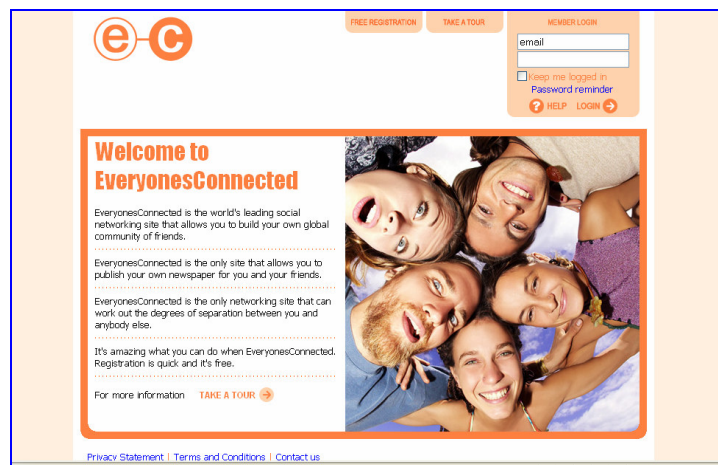 e-c
FREE REGISTRATION
TAKE A TOUR
MEMBER LOGIN
email
Keep me logged in
Password reminder
? HELP LOGIN
Welcome to
EveryonesConnected
EveryonesConnected is the world's leading social
networking site that allows you to build your own global
community of friends.
EveryonesConnected is the only site that allows you to
publish your own newspaper for you and your friends.
EveryonesConnected is the only networking site that can
work out the degrees of separation between you and
anybody else.
It's amazing what you can do when EveryonesConnected.
Registration is quick and it's free.
For more information TAKE A TOUR
Privacy Statement | Terms and Conditions | Contact us